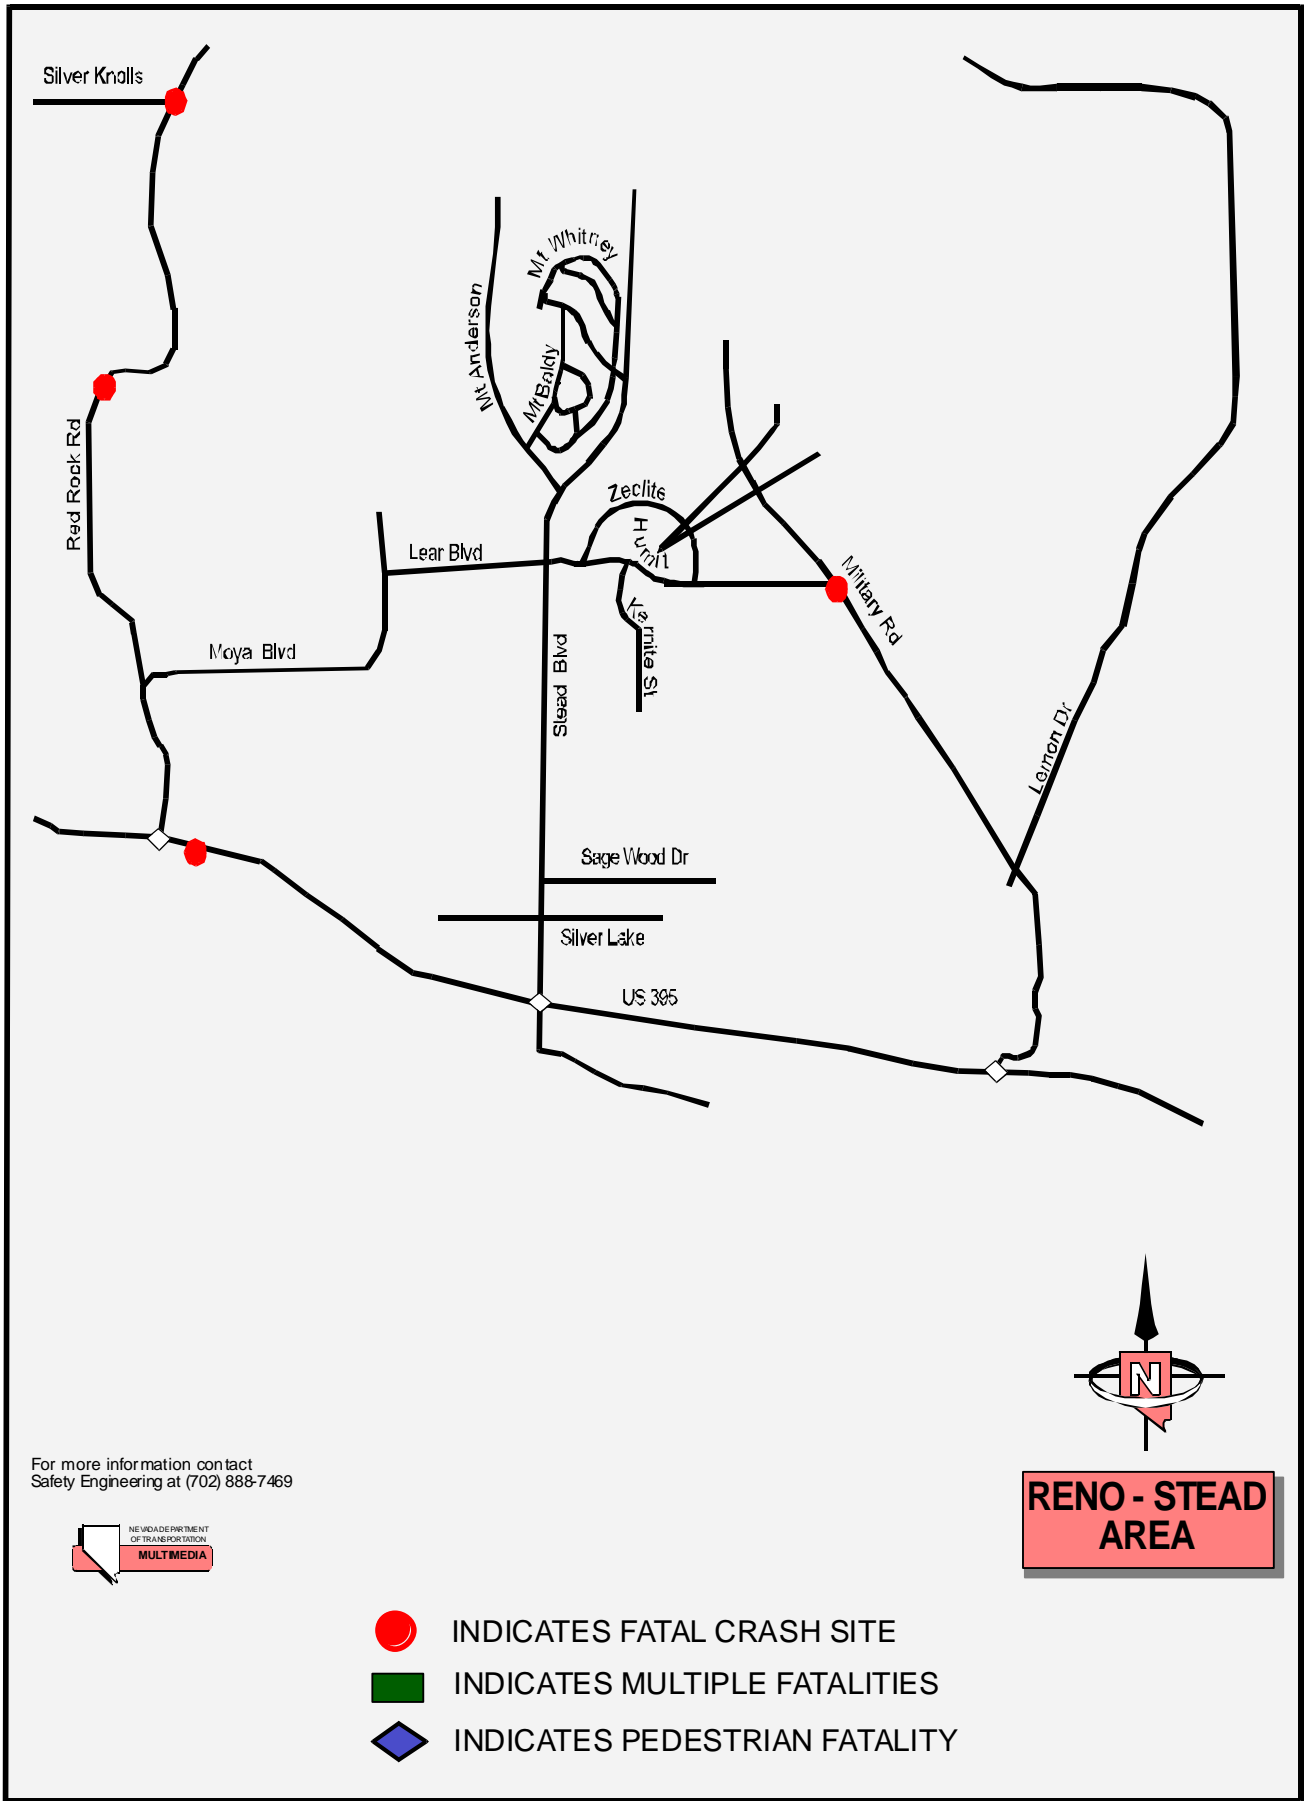 Silver Knolls
Mt Whitney
Mt Anderson
Mt Baldy
Red Rock Rd
Zeolite
Humit
Lear Blvd
Military Rd
Kernite St
Moya Blvd
Stead Blvd
Lemon Dr
Sage Wood Dr
Silver Lake
US 395
N
For more information contact
Safety Engineering at (702) 888-7469
NEVADA DEPARTMENT
OF TRANSPORTATION
MULTIMEDIA
RENO - STEAD
AREA
INDICATES FATAL CRASH SITE
INDICATES MULTIPLE FATALITIES
INDICATES PEDESTRIAN FATALITY